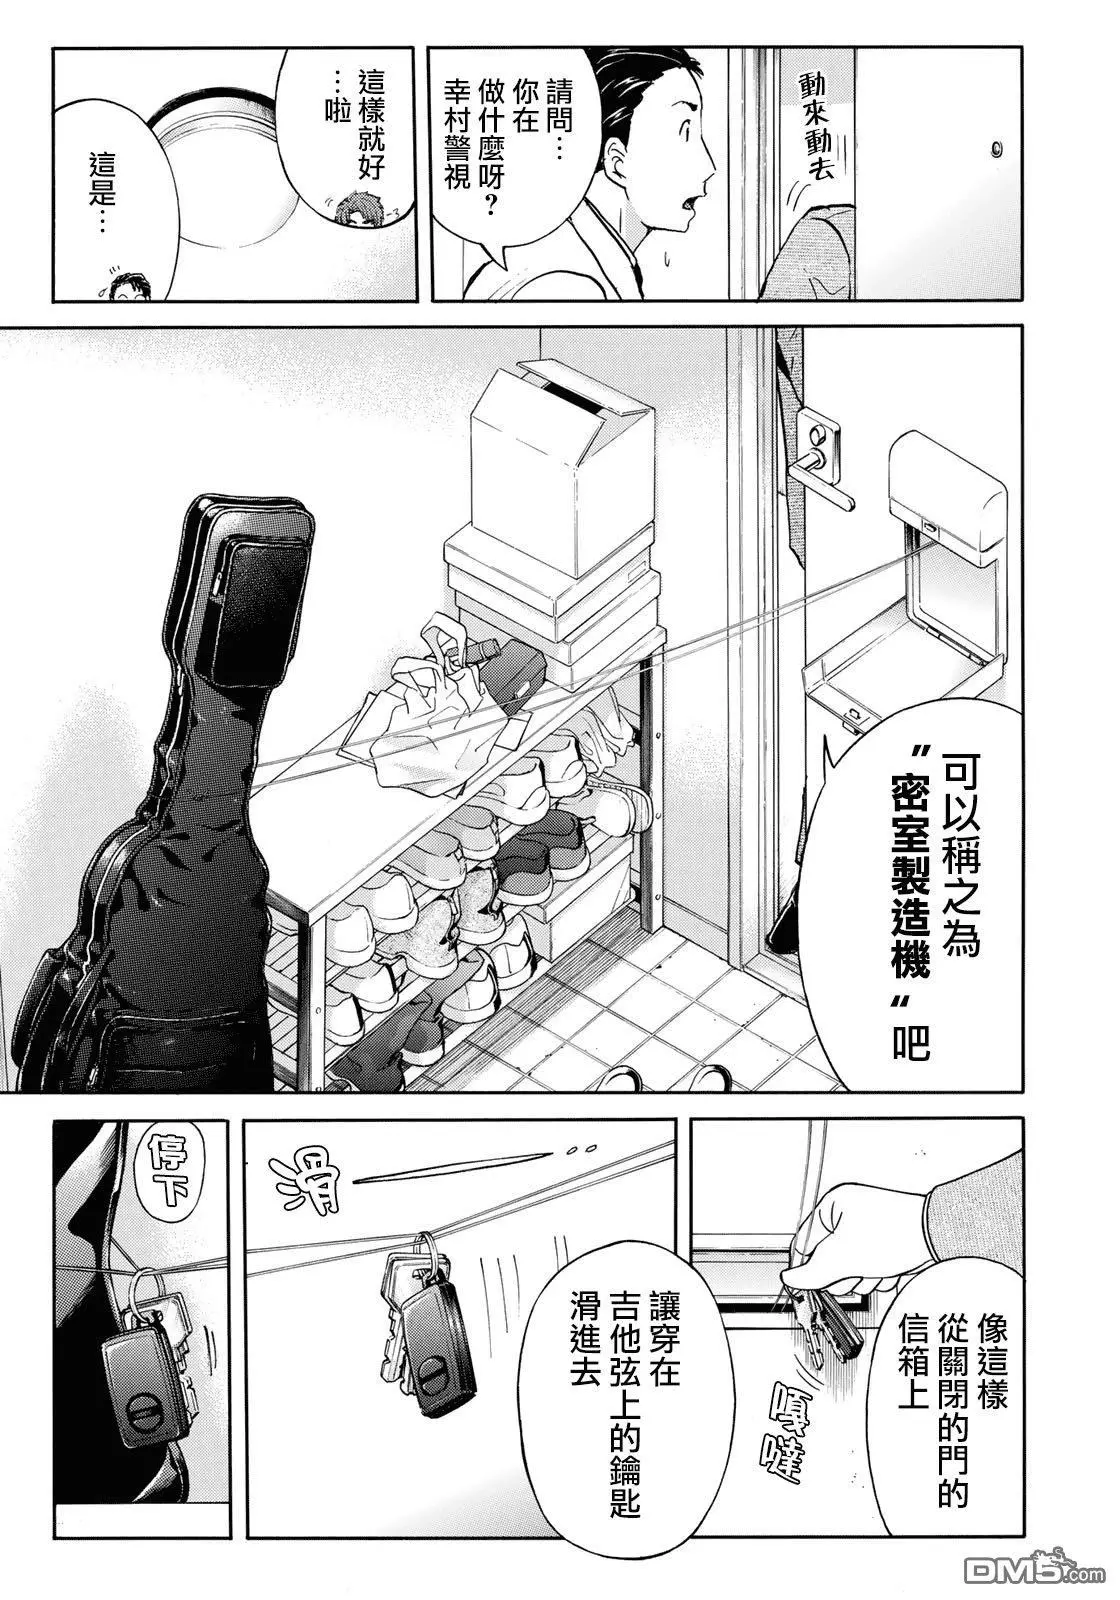 動來動去
請問…
你在
做什麼呀?
幸村警視
這樣就好
…啦
這是…
可以稱之為
"密室製造機"吧
像這樣
從關閉的門的
信箱上
嘎噠
讓穿在
吉他弦上的鑰匙
滑進去
滑
停下
DM5.com